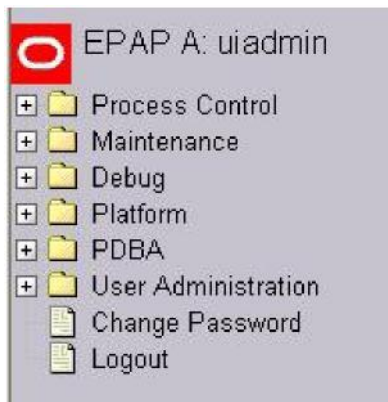 EPAP A: uiadmin
Process Control
Maintenance
Debug
Platform
PDBA
User Administration
Change Password
Logout